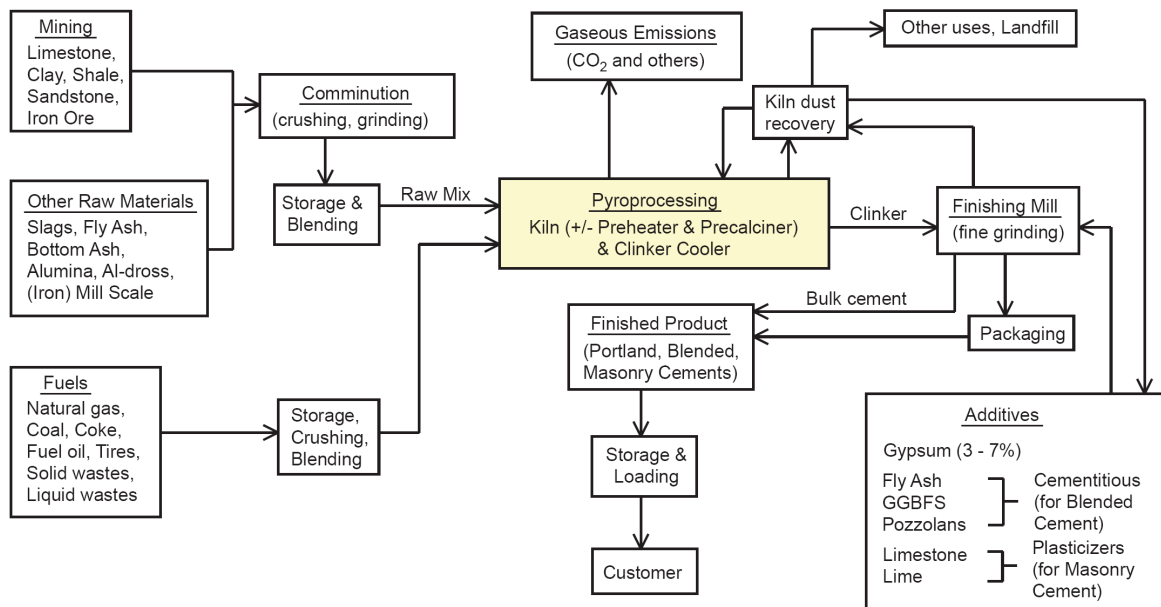 Mining
Limestone,
Clay, Shale,
Sandstone,
Iron Ore
Other Raw Materials
Slags, Fly Ash,
Bottom Ash,
Alumina, Al-dross,
(Iron) Mill Scale
Fuels
Natural gas,
Coal, Coke,
Fuel oil, Tires,
Solid wastes,
Liquid wastes
Comminution
(crushing, grinding)
Storage &
Blending
Raw Mix
Storage,
Crushing,
Blending
Gaseous Emissions
(CO₂ and others)
Pyroprocessing
Kiln (+/- Preheater & Precalciner)
& Clinker Cooler
Kiln dust
recovery
Other uses, Landfill
Clinker
Finishing Mill
(fine grinding)
Bulk cement
Packaging
Finished Product
(Portland, Blended,
Masonry Cements)
Storage &
Loading
Customer
Additives
Gypsum (3 - 7%)
Fly Ash
GGBFS
Pozzolans
Cementitious
(for Blended
Cement)
Limestone
Lime
Plasticizers
(for Masonry
Cement)